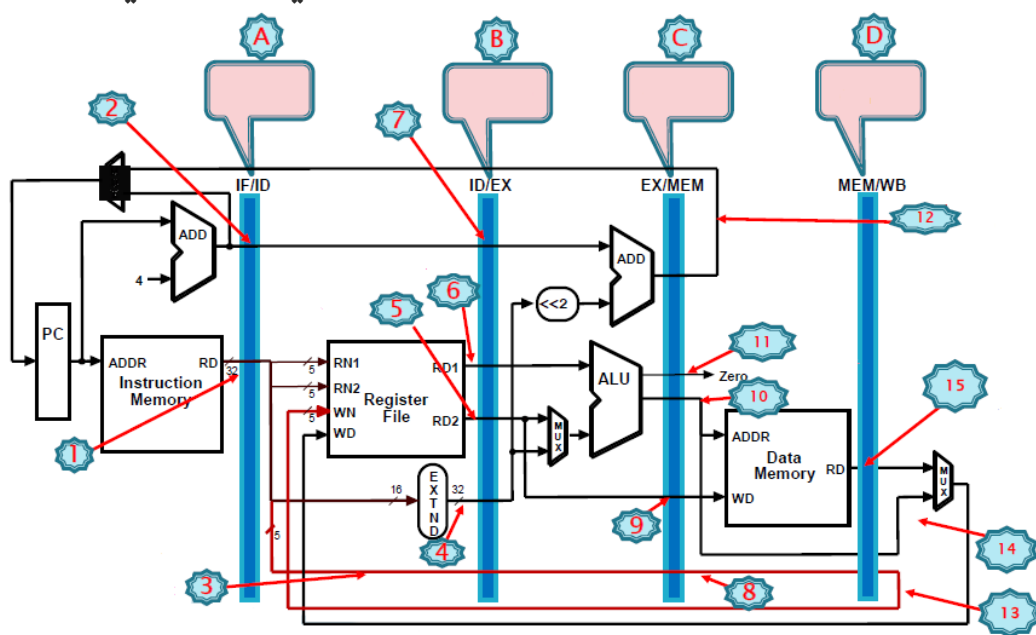 A B C D
2
7
IF/ID ID/EX EX/MEM MEM/WB
12
ADD
ADD
4
5
6
<<2
PC
11
ADDR RD
32
5
RN1
RD1
ALU
Zero
Instruction
Memory
5
RN2
Register
File
10
15
5
WN
RD2
MUX
ADDR
1
WD
Data
Memory
RD
MUX
16
EXTND
32
WD
9
5
4
14
3
8
13